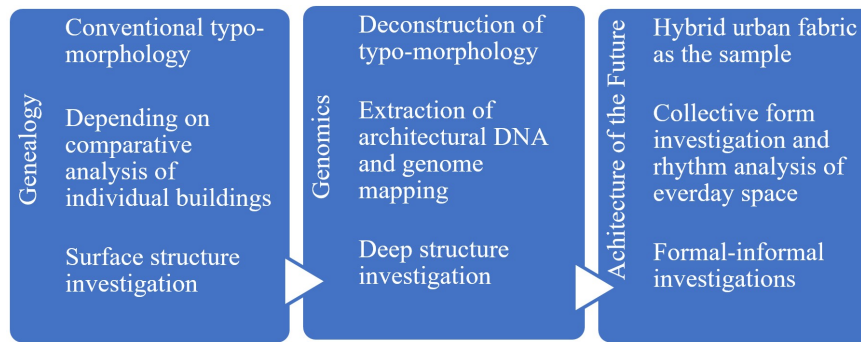 Genealogy
Conventional typo-
morphology
Depending on
comparative
analysis of
individual buildings
Surface structure
investigation
Genomics
Deconstruction of
typo-morphology
Extraction of
architectural DNA
and genome
mapping
Deep structure
investigation
Achitecture of the Future
Hybrid urban fabric
as the sample
Collective form
investigation and
rhythm analysis of
everday space
Formal-informal
investigations